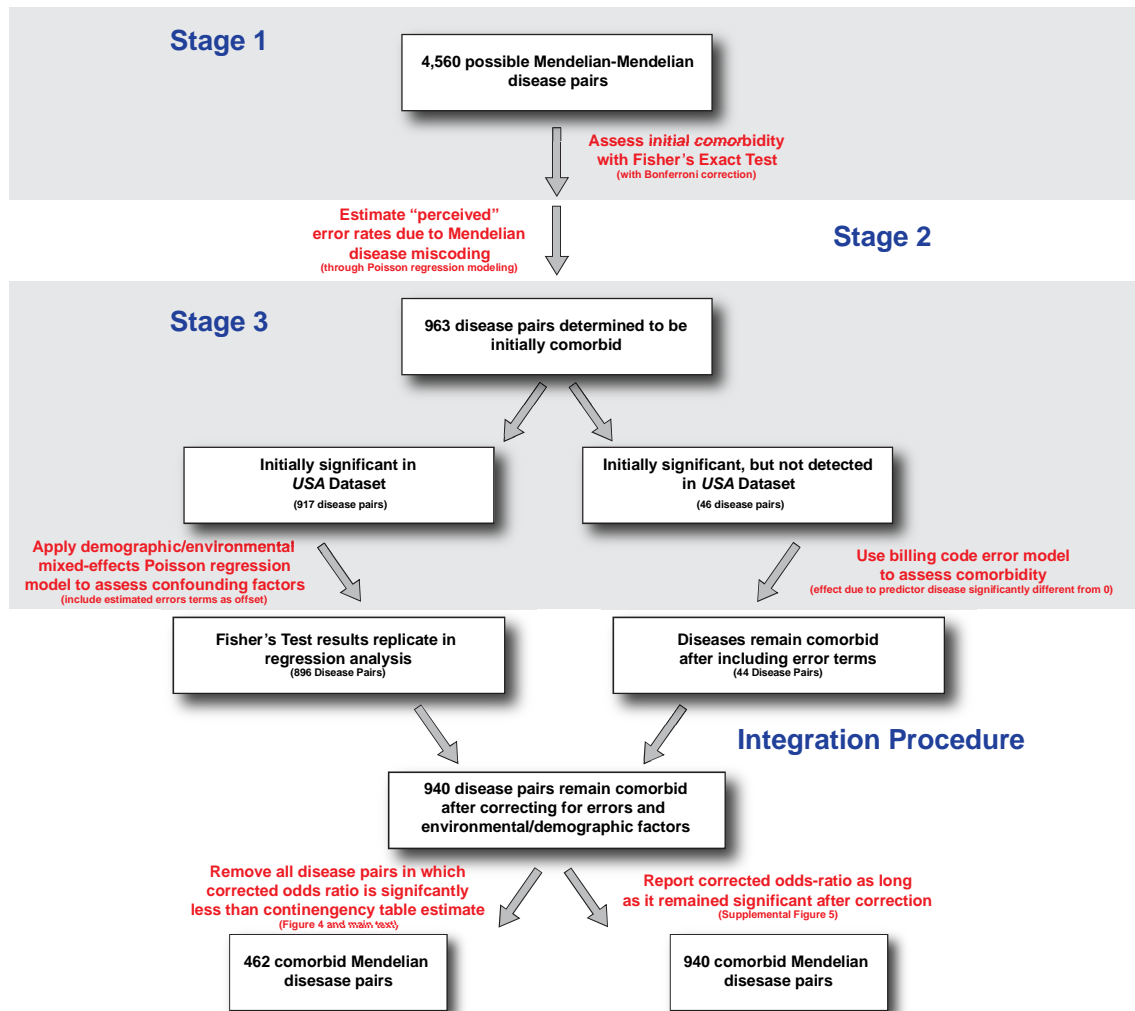 Stage 1
4,560 possible Mendelian-Mendelian
disease pairs
Assess initial comorbidity
with Fisher's Exact Test
(with Bonferroni correction)
Estimate “perceived”
error rates due to Mendelian
disease miscoding
(through Poisson regression modeling)
Stage 2
Stage 3
963 disease pairs determined to be
initially comorbid
Initially significant in
USA Dataset
(917 disease pairs)
Initially significant, but not detected
in USA Dataset
(46 disease pairs)
Apply demographic/environmental
mixed-effects Poisson regression
model to assess confounding factors
(include estimated errors terms as offset)
Use billing code error model
to assess comorbidity
(effect due to predictor disease significantly different from 0)
Fisher's Test results replicate in
regression analysis
(896 Disease Pairs)
Diseases remain comorbid
after including error terms
(44 Disease Pairs)
Integration Procedure
940 disease pairs remain comorbid
after correcting for errors and
environmental/demographic factors
Remove all disease pairs in which
corrected odds ratio is signifcantly
less than continengency table estimate
(Figure 4 and main text)
Report corrected odds-ratio as long
as it remained significant after correction
(Supplemental Figure 5)
462 comorbid Mendelian
disesase pairs
940 comorbid Mendelian
disesase pairs